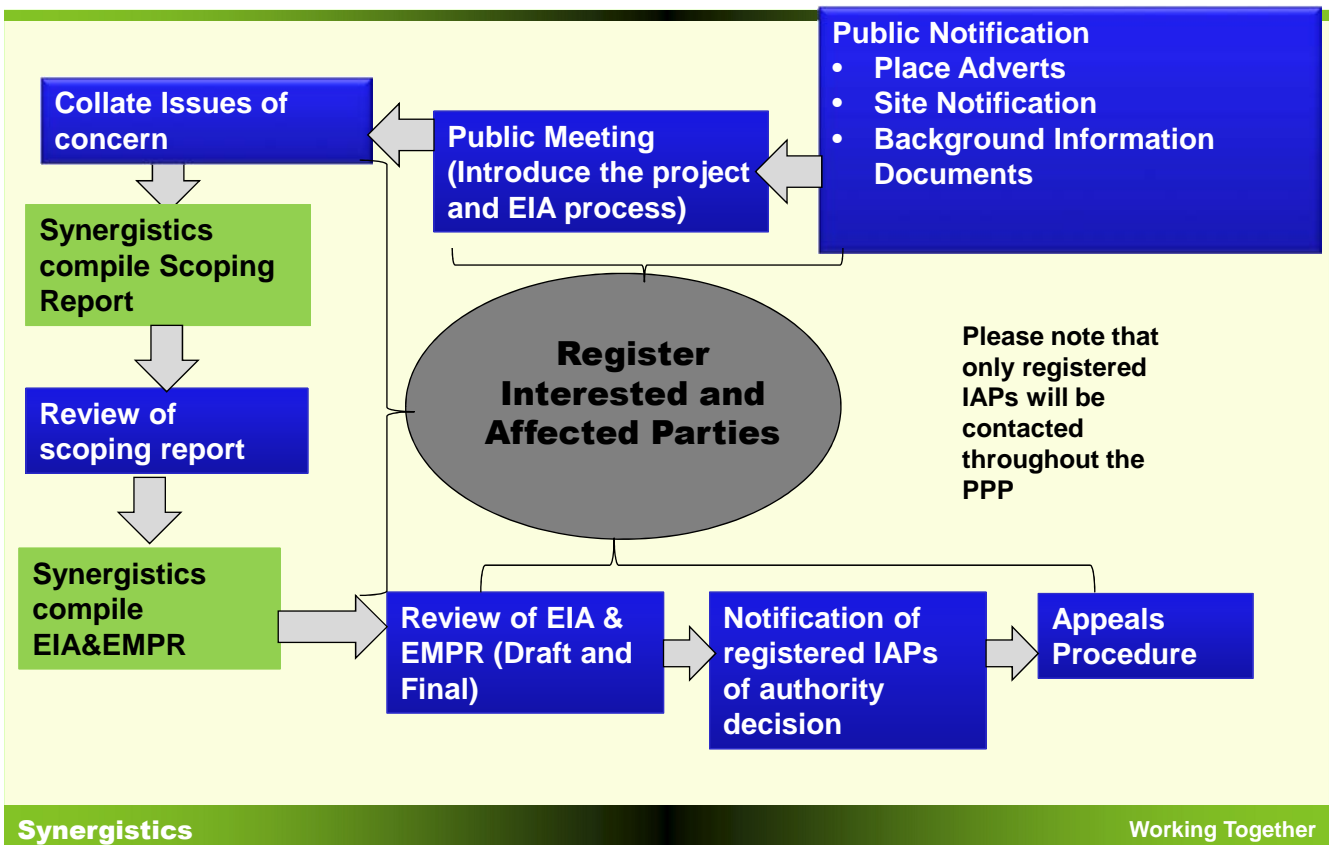 Public Notification
• Place Adverts
• Site Notification
• Background Information
Documents
Public Meeting
(Introduce the project
and EIA process)
Collate Issues of
concern
Synergistics
compile Scoping
Report
Review of
scoping report
Synergistics
compile
EIA&EMPR
Review of EIA &
EMPR (Draft and
Final)
Notification of
registered IAPs
of authority
decision
Appeals
Procedure
Register
Interested and
Affected Parties
Please note that
only registered
IAPs will be
contacted
throughout the
PPP
Synergistics
Working Together